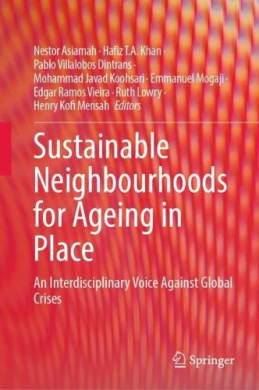 Nestor Asiamah · Hafiz T.A. Khan ·
Pablo Villalobos Dintrans ·
Mohammad Javad Koohsari · Emmanuel Mogaji ·
Edgar Ramos Vieira · Ruth Lowry ·
Henry Kofi Mensah Editors
Sustainable
Neighbourhoods
for Ageing in
Place
An Interdisciplinary Voice Against Global
Crises
Springer